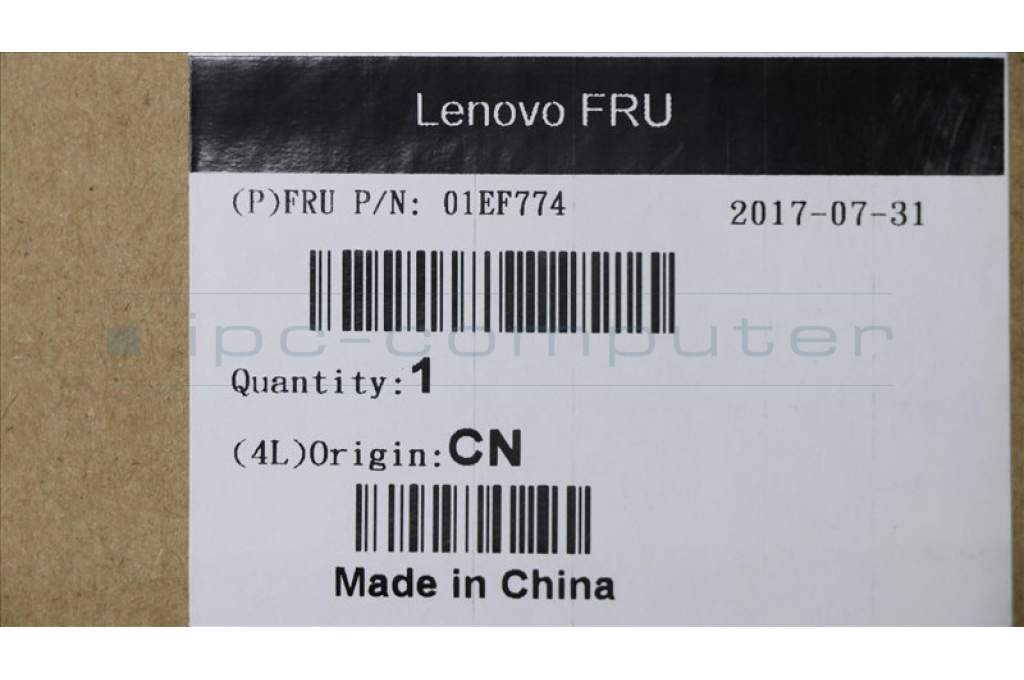 Lenovo FRU
(P)FRU P/N: 01EF774
2017-07-31
ipc-computer
Quantity:1
(4L)Origin:CN
Made in China